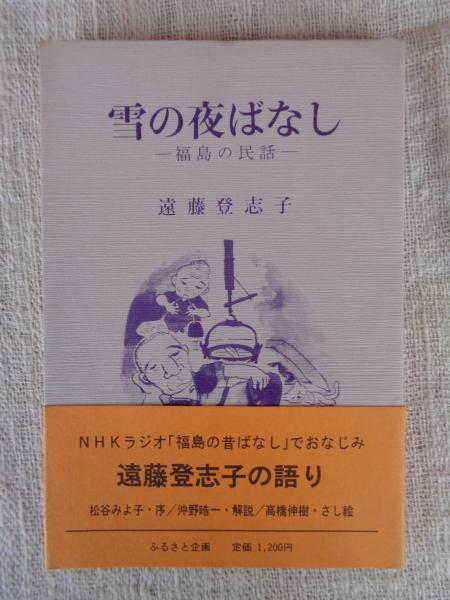 雪の夜ばなし
―福島の民話―
遠藤登志子
NHKラジオ「福島の昔ばなし」でおなじみ
遠藤登志子の語り
松谷みよ子・序／沖野晧一・解説／高橋伸樹・さし絵
ふるさと企画　定価 1,200円